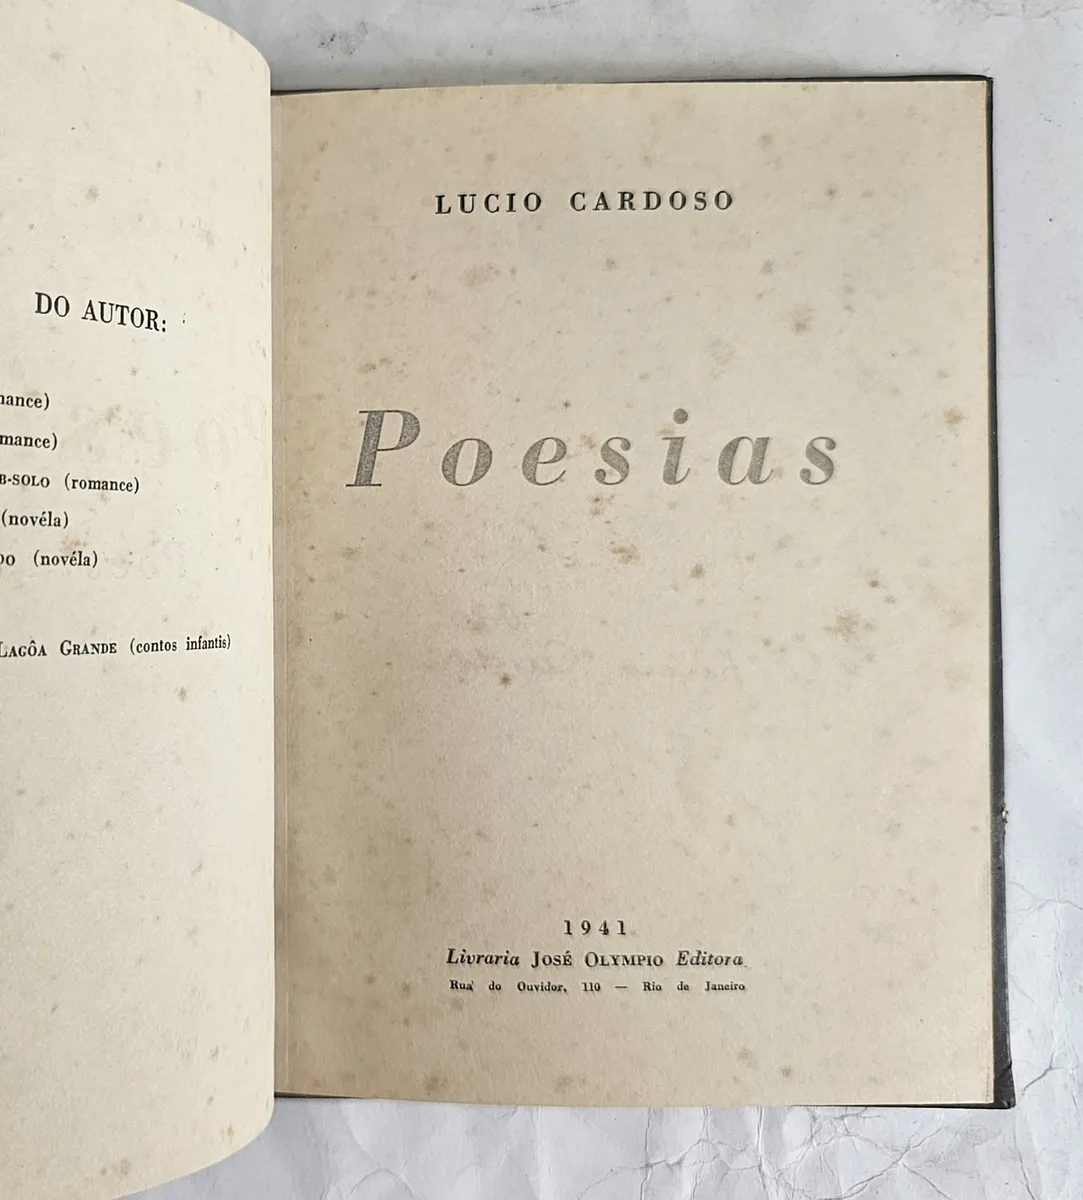 DO AUTOR:
mance)
mance)
B-SOLO (romance)
(novéla)
DO (novéla)
LAGÔA GRANDE (contos infantis)
LUCIO CARDOSO
Poesias
1941
Livraria JOSÉ OLYMPIO Editora
Rua do Ouvidor, 110 — Rio de Janeiro